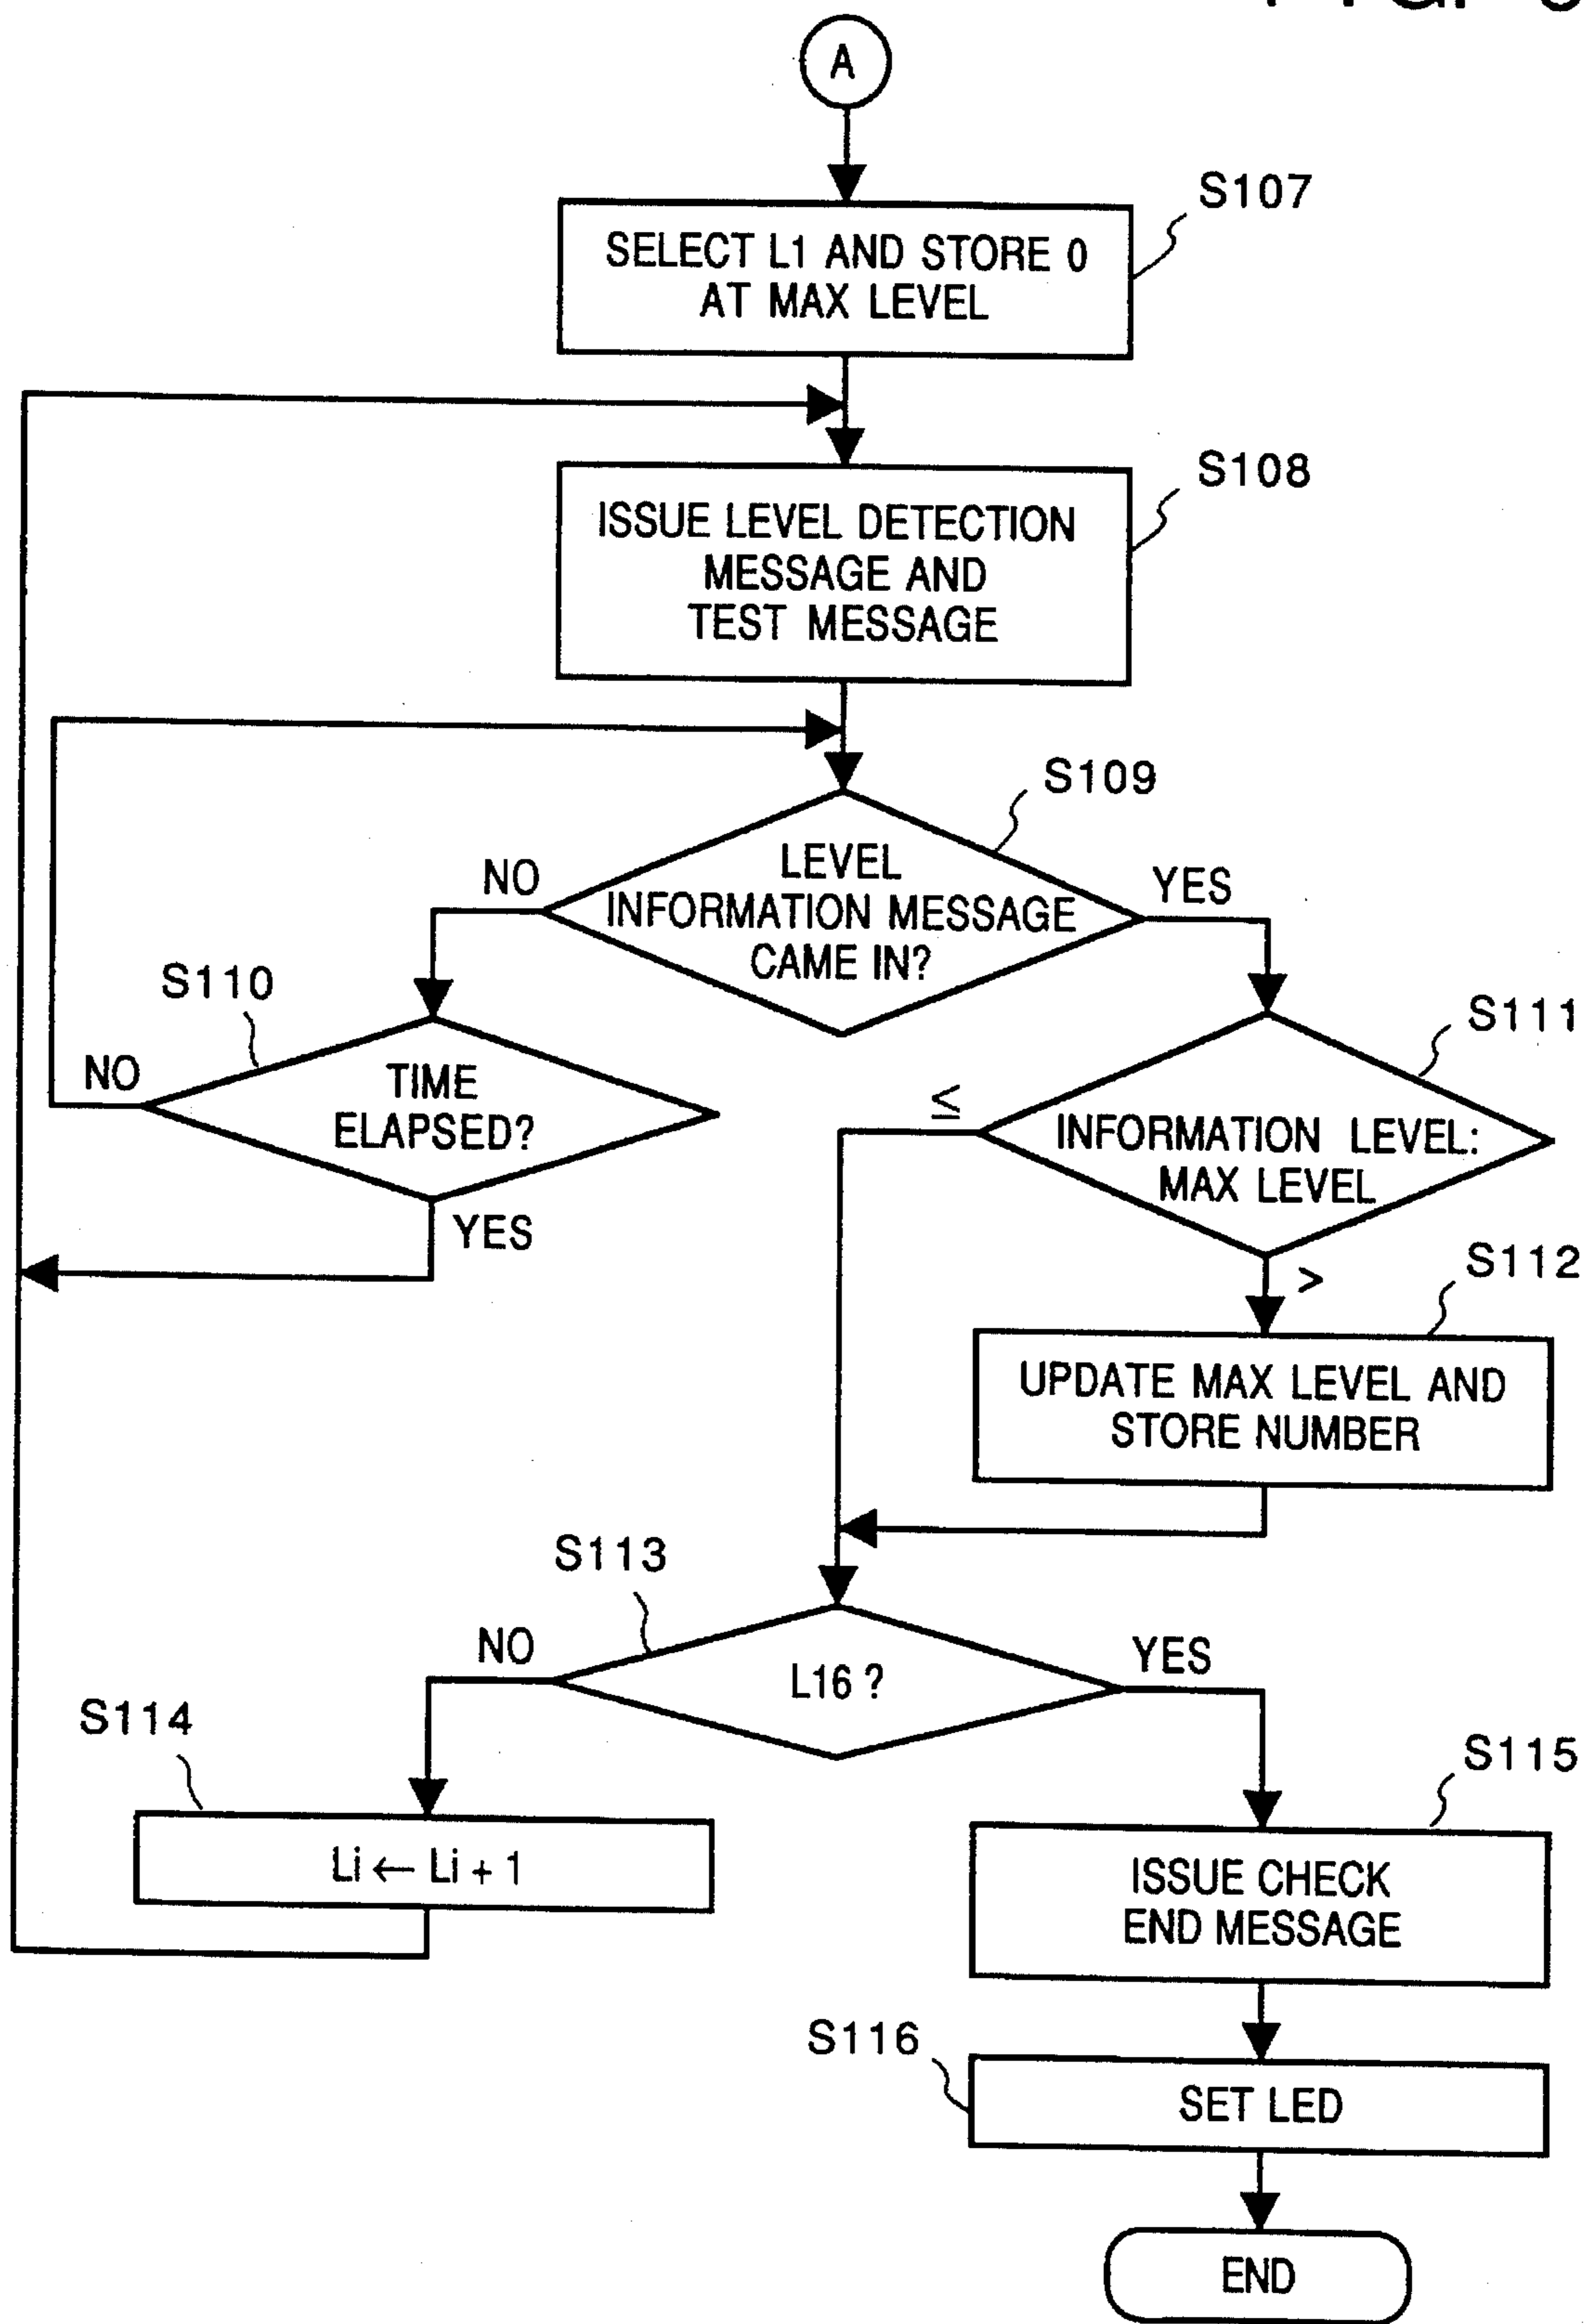 A
S107
SELECT L1 AND STORE 0
AT MAX LEVEL
S108
ISSUE LEVEL DETECTION
MESSAGE AND
TEST MESSAGE
S109
NO
LEVEL
INFORMATION MESSAGE
CAME IN?
YES
S110
NO
TIME
ELAPSED?
YES
S111
≤
INFORMATION LEVEL:
MAX LEVEL
>
S112
UPDATE MAX LEVEL AND
STORE NUMBER
S113
NO
L16 ?
YES
S114
Li ← Li + 1
S115
ISSUE CHECK
END MESSAGE
S116
SET LED
END